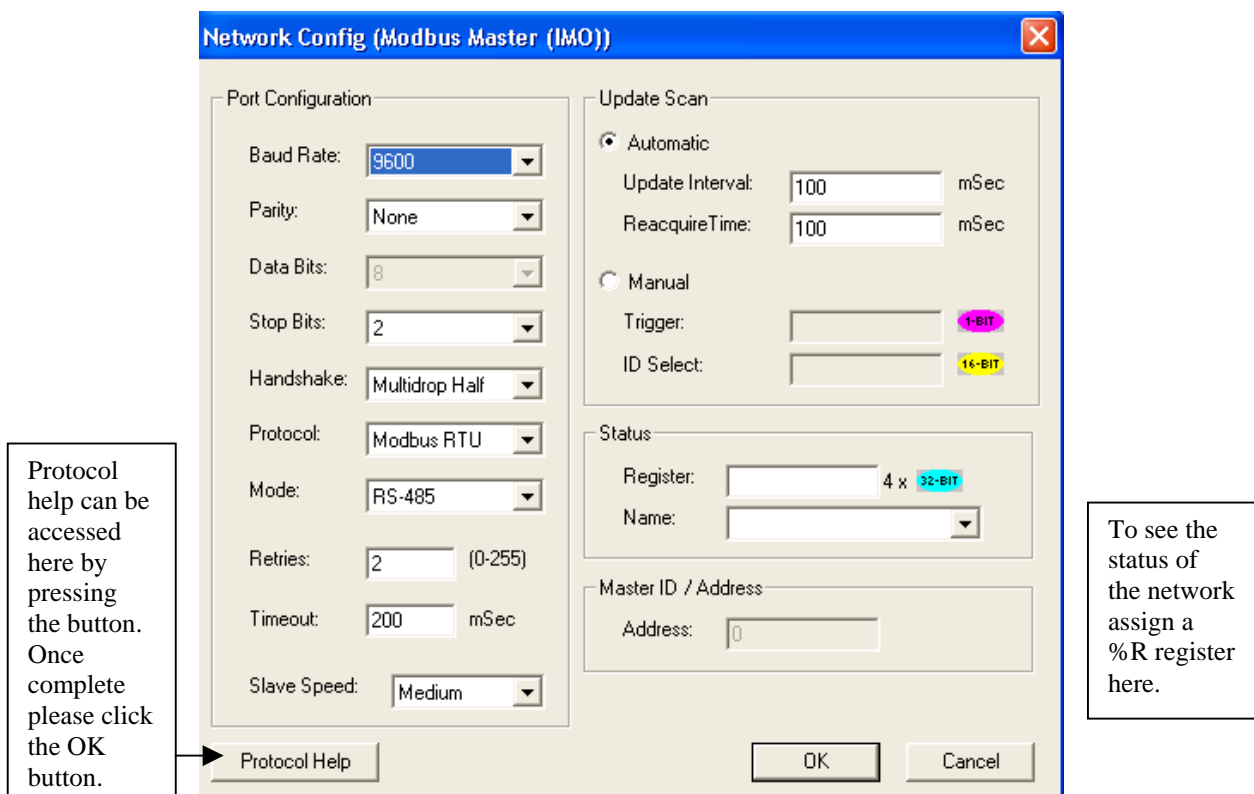 Network Config (Modbus Master (IMO))
Port Configuration
Baud Rate: 9600
Parity: None
Data Bits: 8
Stop Bits: 2
Handshake: Multidrop Half
Protocol: Modbus RTU
Mode: RS-485
Retries: 2 (0-255)
Timeout: 200 mSec
Slave Speed: Medium
Update Scan
Automatic
Update Interval: 100 mSec
ReacquireTime: 100 mSec
Manual
Trigger: 1-BIT
ID Select: 16-BIT
Status
Register: 4 x 32-BIT
Name:
Master ID / Address
Address: 0
Protocol Help
OK
Cancel
Protocol
help can be
accessed
here by
pressing
the button.
Once
complete
please click
the OK
button.
To see the
status of
the network
assign a
%R register
here.